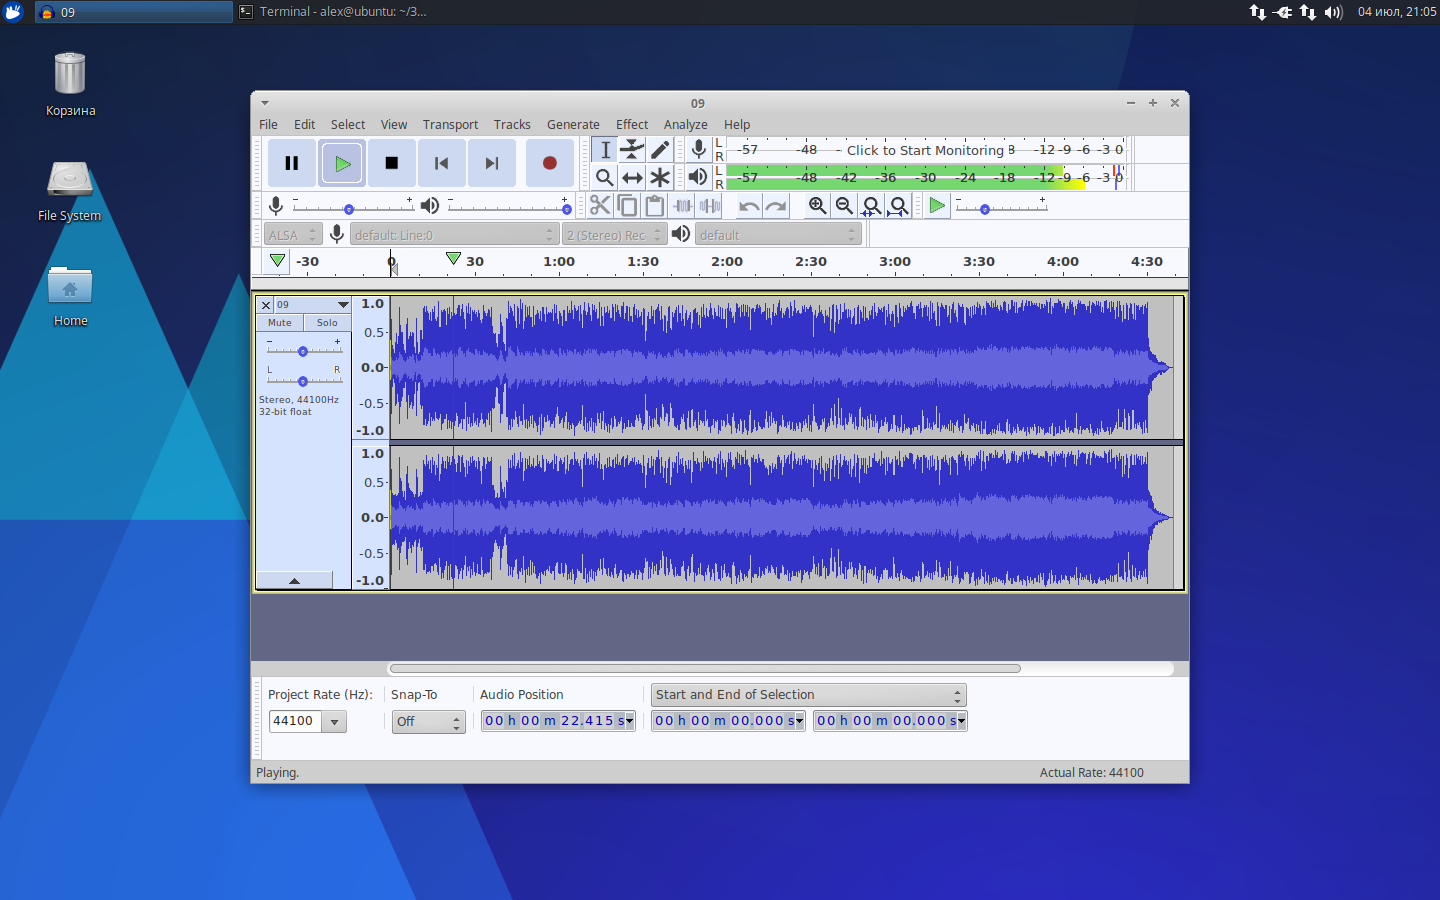 09
Terminal - alex@ubuntu: ~/3...
04 июл, 21:05
Корзина
File System
Home
09
File Edit Select View Transport Tracks Generate Effect Analyze Help
L
R
-57 -48 - Click to Start Monitoring 8 -12 -9 -6 -3 0
L
R
-57 -48 -42 -36 -30 -24 -18 -12 -9 -6 -3 0
- +
- +
- +
ALSA
default: Line:0
2 (Stereo) Rec
default
-30 0 30 1:00 1:30 2:00 2:30 3:00 3:30 4:00 4:30
09
Mute Solo
- +
L R
Stereo, 44100Hz
32-bit float
1.0
0.5
0.0
-0.5
-1.0
1.0
0.5
0.0
-0.5
-1.0
Project Rate (Hz): Snap-To Audio Position Start and End of Selection
44100 Off 00 h 00 m 22.415 s 00 h 00 m 00.000 s 00 h 00 m 00.000 s
Playing. Actual Rate: 44100